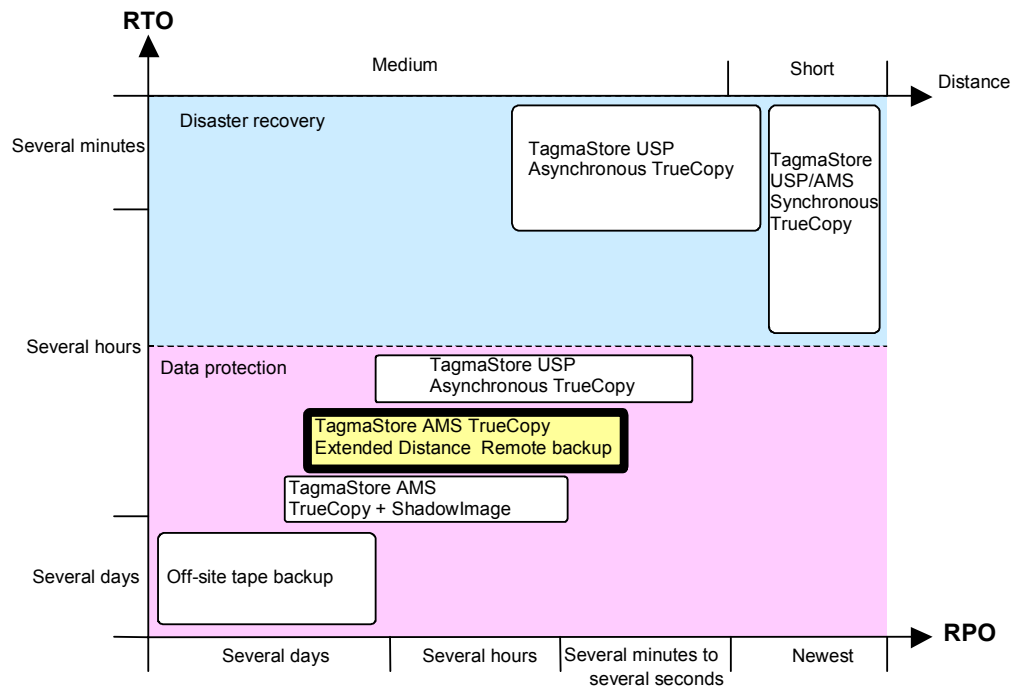 RTO
Medium
Short
Distance
Disaster recovery
Several minutes
TagmaStore USP
Asynchronous TrueCopy
TagmaStore
USP/AMS
Synchronous
TrueCopy
Several hours
Data protection
TagmaStore USP
Asynchronous TrueCopy
TagmaStore AMS TrueCopy
Extended Distance Remote backup
TagmaStore AMS
TrueCopy + ShadowImage
Several days
Off-site tape backup
RPO
Several days
Several hours
Several minutes to
several seconds
Newest